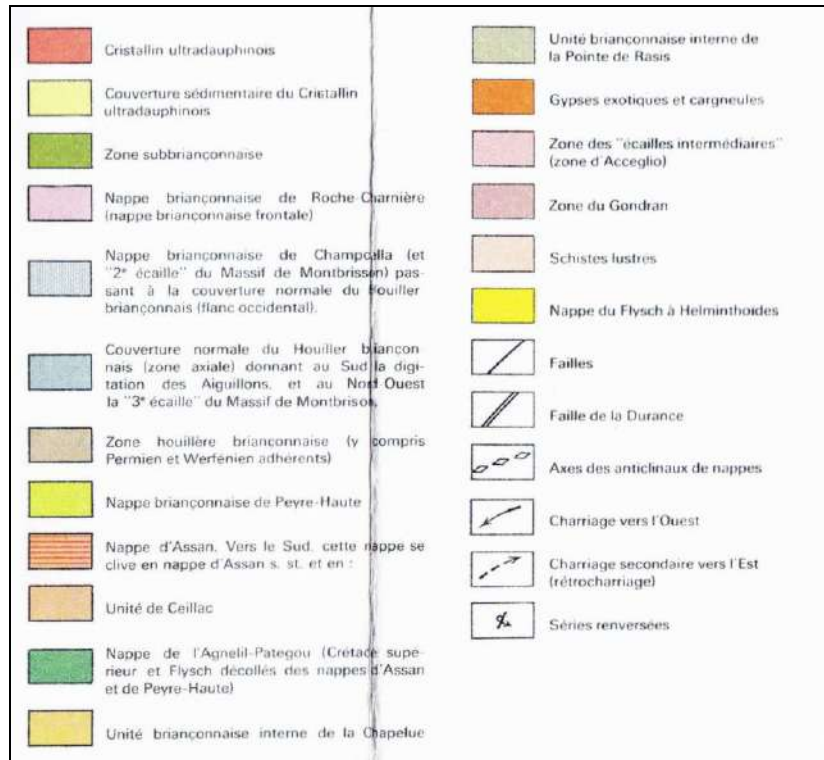 Cristallin ultradauphinois
Couverture sédimentaire du Cristallin
ultradauphinois
Zone subbriançonnaise
Nappe briançonnaise de Roche-Charnière
(nappe briançonnaise frontale)
Nappe briançonnaise de Champcella (et
"2e écaille" du Massif de Montbrison) pas-
sant à la couverture normale du Houiller
briançonnais (flanc occidental).
Couverture normale du Houiller briançon
nais (zone axiale) donnant au Sud la digi-
tation des Aiguillons, et au Nord Ouest
la "3e écaille" du Massif de Montbrison.
Zone houillère briançonnaise (y compris
Permien et Werfénien adhérents)
Nappe briançonnaise de Peyre-Haute
Nappe d'Assan. Vers le Sud, cette nappe se
clive en nappe d'Assan s. st. et en :
Unité de Ceillac
Nappe de l'Agnelil-Pategou (Crétacé supé-
rieur et Flysch décollés des nappes d'Assan
et de Peyre-Haute)
Unité briançonnaise interne de la Chapelue
Unité briançonnaise interne de
la Pointe de Rasis
Gypses exotiques et cargneules
Zone des "écailles intermédiaires"
(zone d'Acceglio)
Zone du Gondran
Schistes lustrés
Nappe du Flysch à Helminthoïdes
Failles
Faille de la Durance
Axes des anticlinaux de nappes
Charriage vers l'Ouest
Charriage secondaire vers l'Est
(rétrocharriage)
Séries renversées